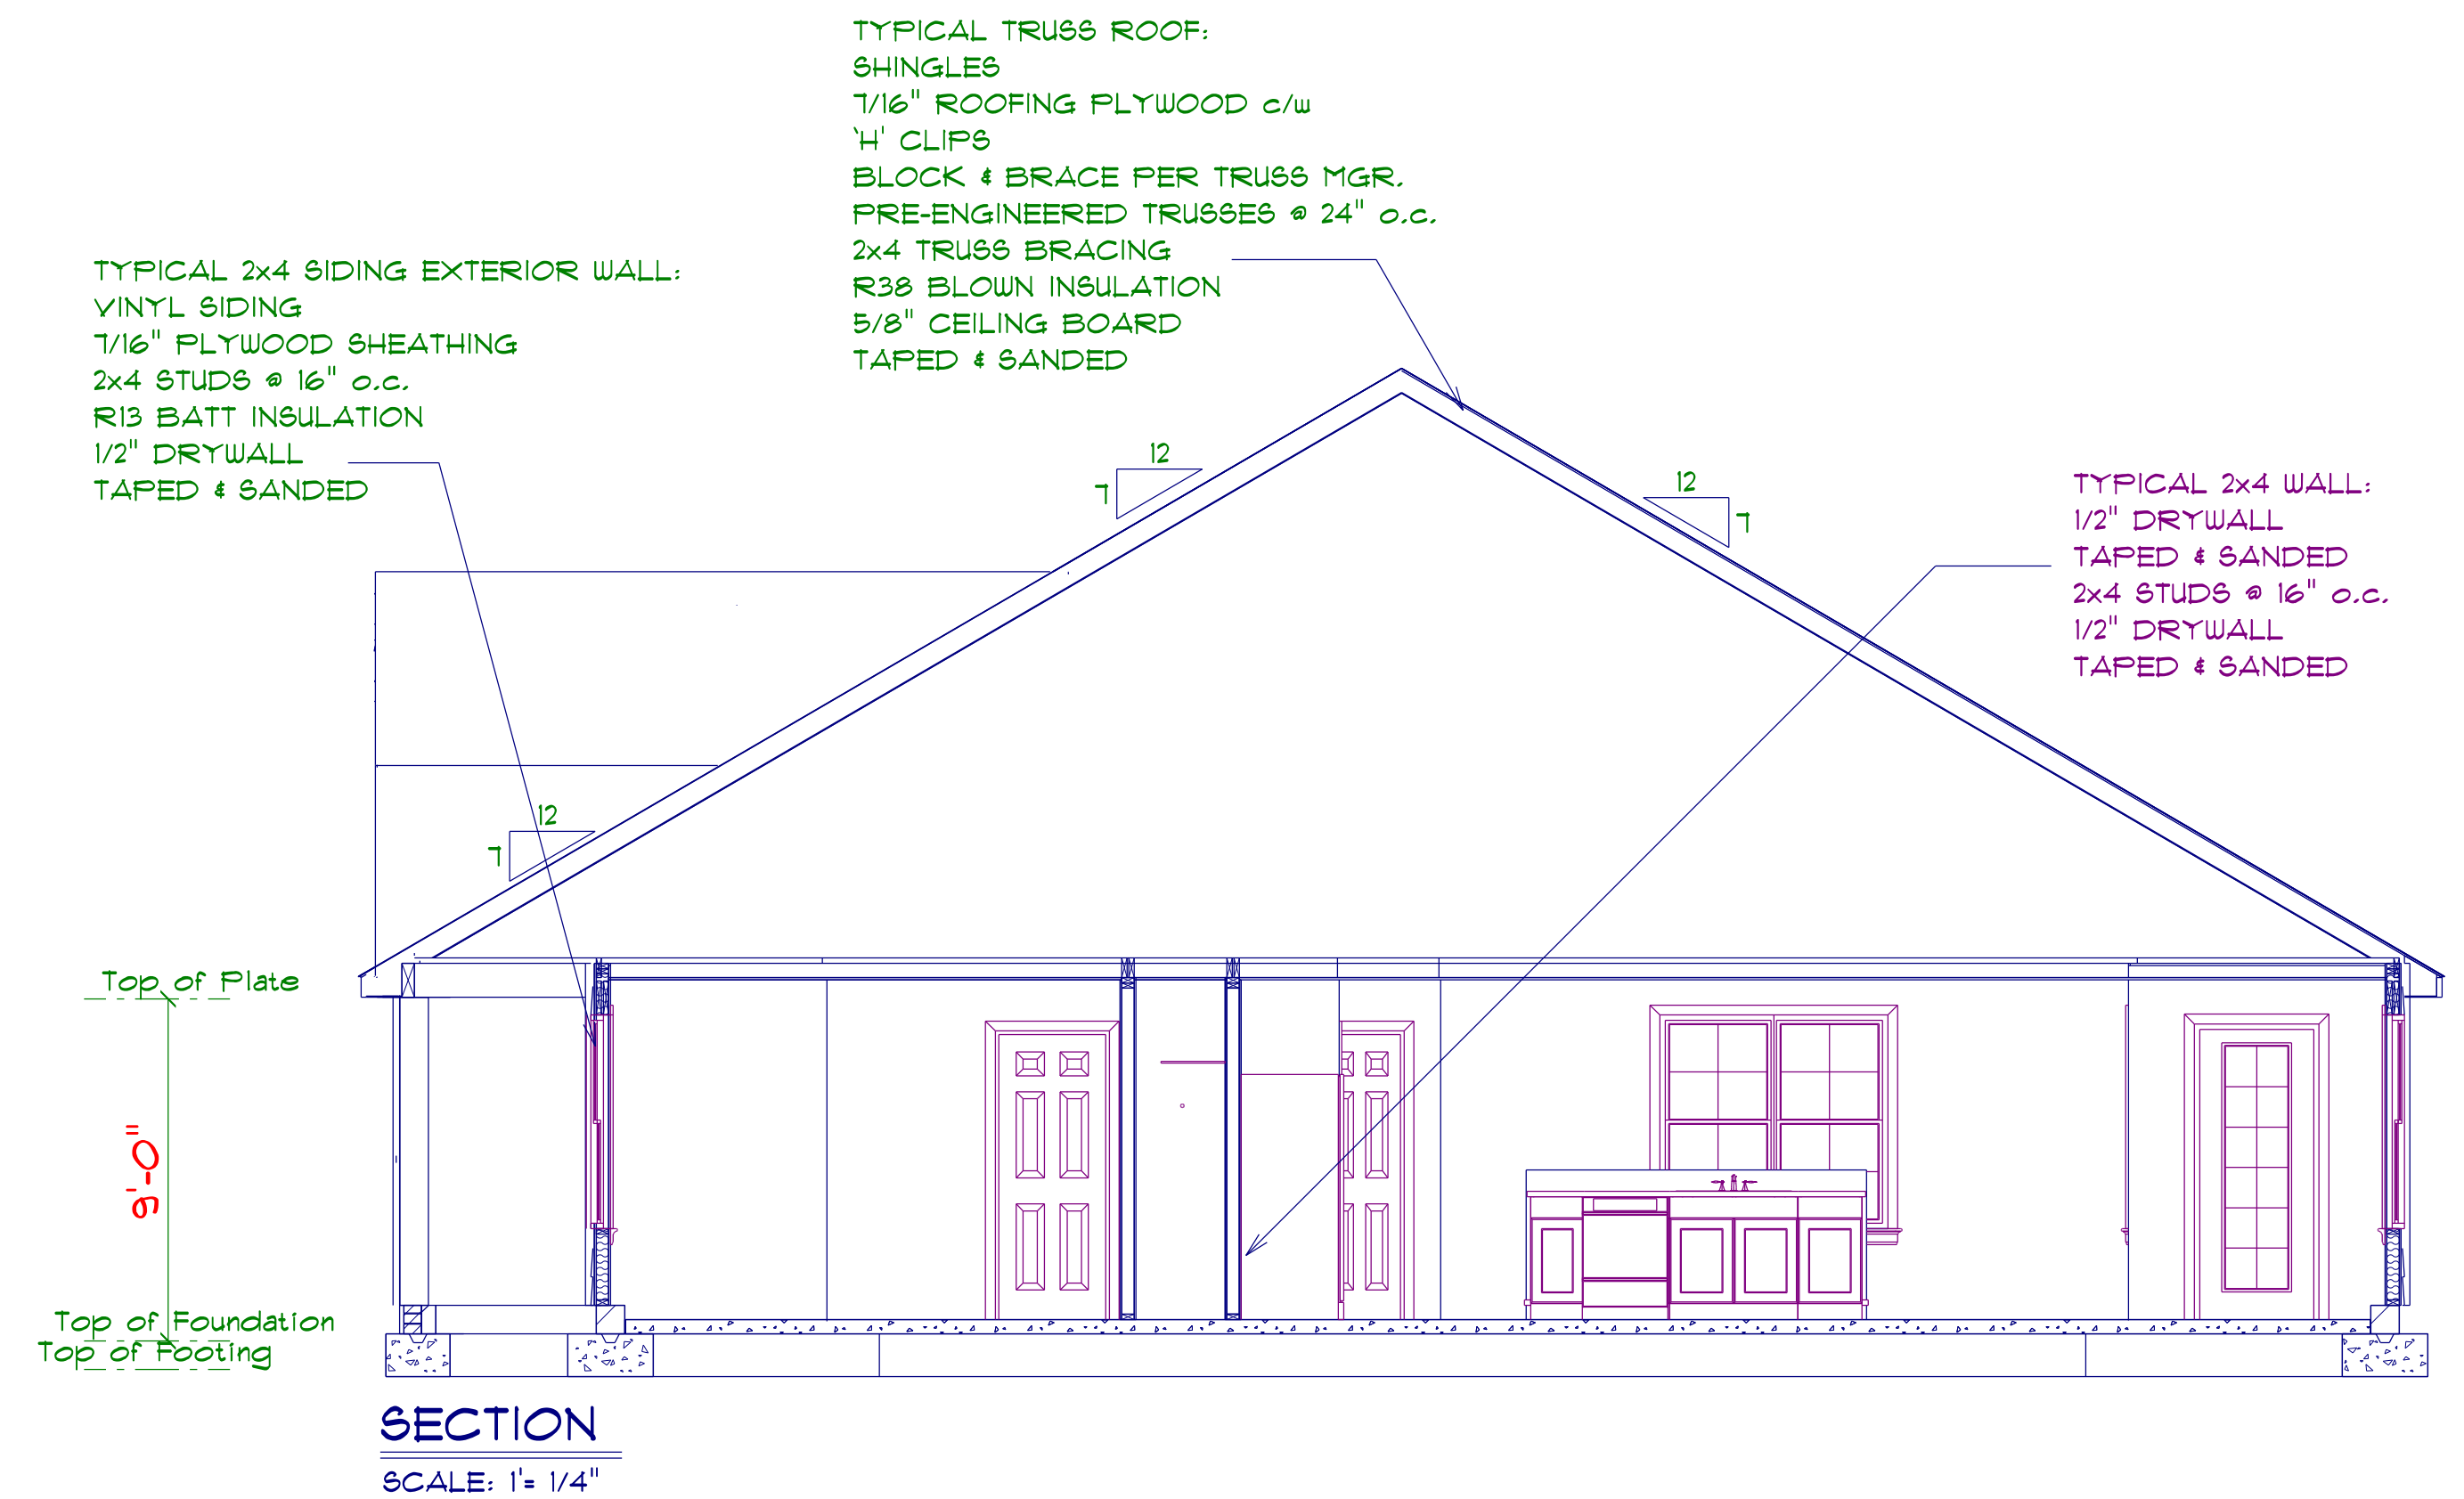 TYPICAL TRUSS ROOF:
SHINGLES
7/16" ROOFING PLYWOOD c/w
'H' CLIPS
BLOCK & BRACE PER TRUSS MGR.
PRE-ENGINEERED TRUSSES @ 24" o.c.
2x4 TRUSS BRACING
R38 BLOWN INSULATION
5/8" CEILING BOARD
TAPED & SANDED
TYPICAL 2x4 SIDING EXTERIOR WALL:
VINYL SIDING
7/16" PLYWOOD SHEATHING
2x4 STUDS @ 16" o.c.
R13 BATT INSULATION
1/2" DRYWALL
TAPED & SANDED
12
7
12
7
TYPICAL 2x4 WALL:
1/2" DRYWALL
TAPED & SANDED
2x4 STUDS @ 16" o.c.
1/2" DRYWALL
TAPED & SANDED
12
7
Top of Plate
9'-0"
Top of Foundation
Top of Footing
SECTION
SCALE: 1'= 1/4"